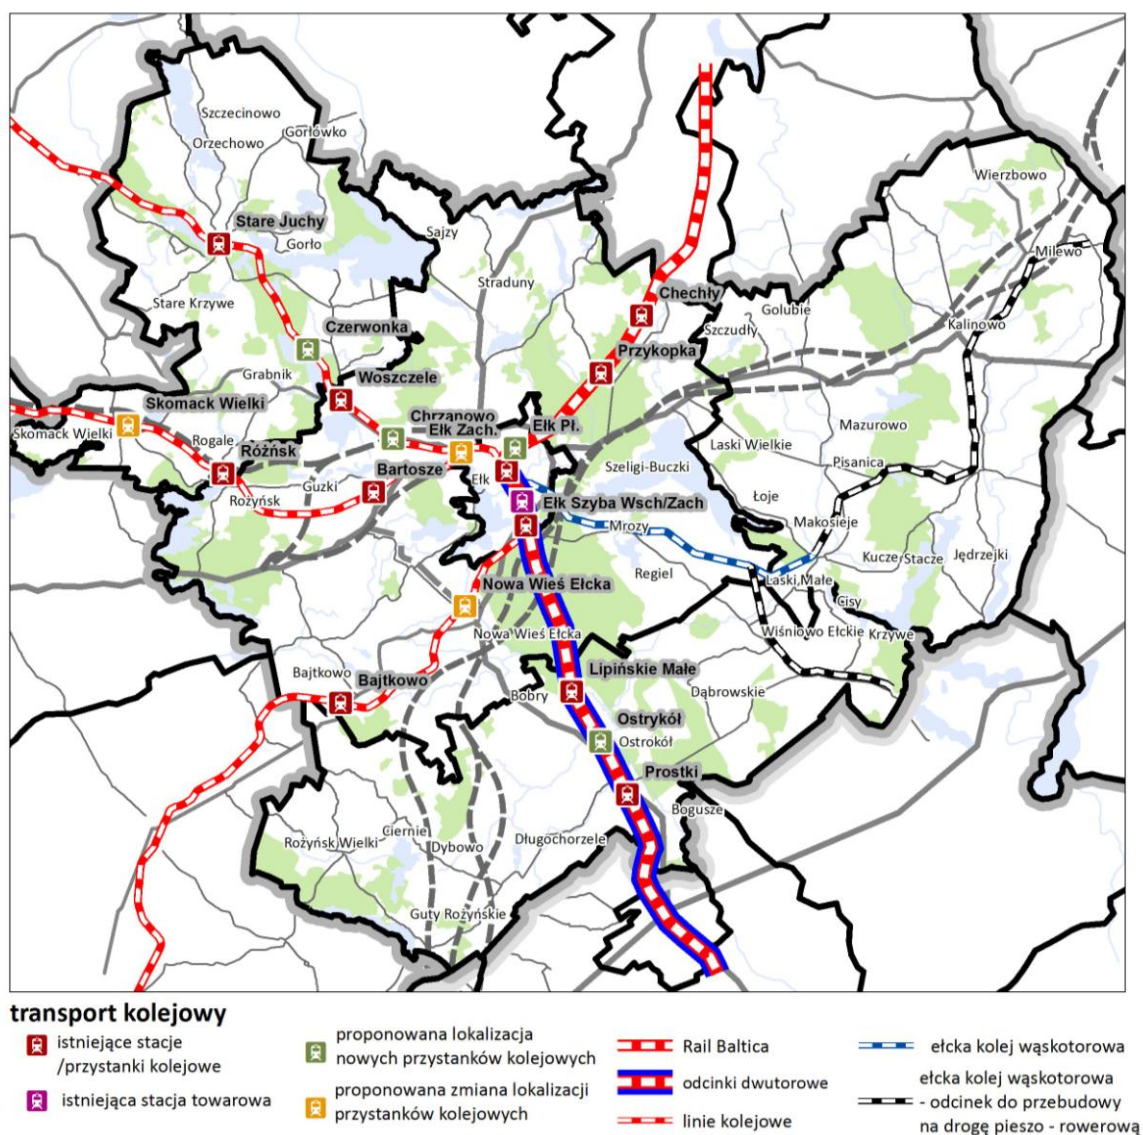 Szczecinowo
Gorłówko
Orzechowo
Wierzbowo
Stare Juchy
Sajzy
Gorło
Milewo
Straduny
Stare Krzywe
Chechły
Golubie
Kalinowo
Czerwonka
Szczudły
Przykopka
Grabnik
Woszczele
Skomack Wielki
Chrzanowo
Ełk Zach.
Ełk Pł.
Mazurowo
Skomack Wielki
Rogale
Laski Wielkie
Różńsk
Pisanica
Bartosze
Szeligi-Buczki
Guzki
Ełk
Rożyńsk
Łoje
Ełk Szyba Wsch/Zach
Mrozy
Makosieje
Kucze
Stacze
Jędrzejki
Regiel
Laski Małe
Nowa Wieś Ełcka
Cisy
Nowa Wieś Ełcka
Wiśniowo Ełckie
Krzywe
Bajtkowo
Bajtkowo
Lipińskie Małe
Bobry
Dąbrowskie
Ostrykół
Ostrokół
Prostki
Bogusze
Ciernie
Rożyńsk Wielki
Dybowo
Długochorzele
Guty Rożyńskie
transport kolejowy
istniejące stacje
/przystanki kolejowe
istniejąca stacja towarowa
proponowana lokalizacja
nowych przystanków kolejowych
proponowana zmiana lokalizacji
przystanków kolejowych
Rail Baltica
odcinki dwutorowe
linie kolejowe
ełcka kolej wąskotorowa
ełcka kolej wąskotorowa
- odcinek do przebudowy
na drogę pieszo - rowerową